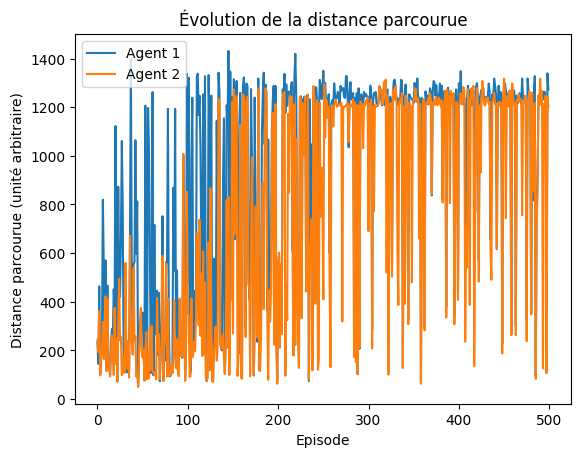 Évolution de la distance parcourue
Agent 1
Agent 2
Distance parcourue (unité arbitraire)
1400
1200
1000
800
600
400
200
0
0
100
200
300
400
500
Episode